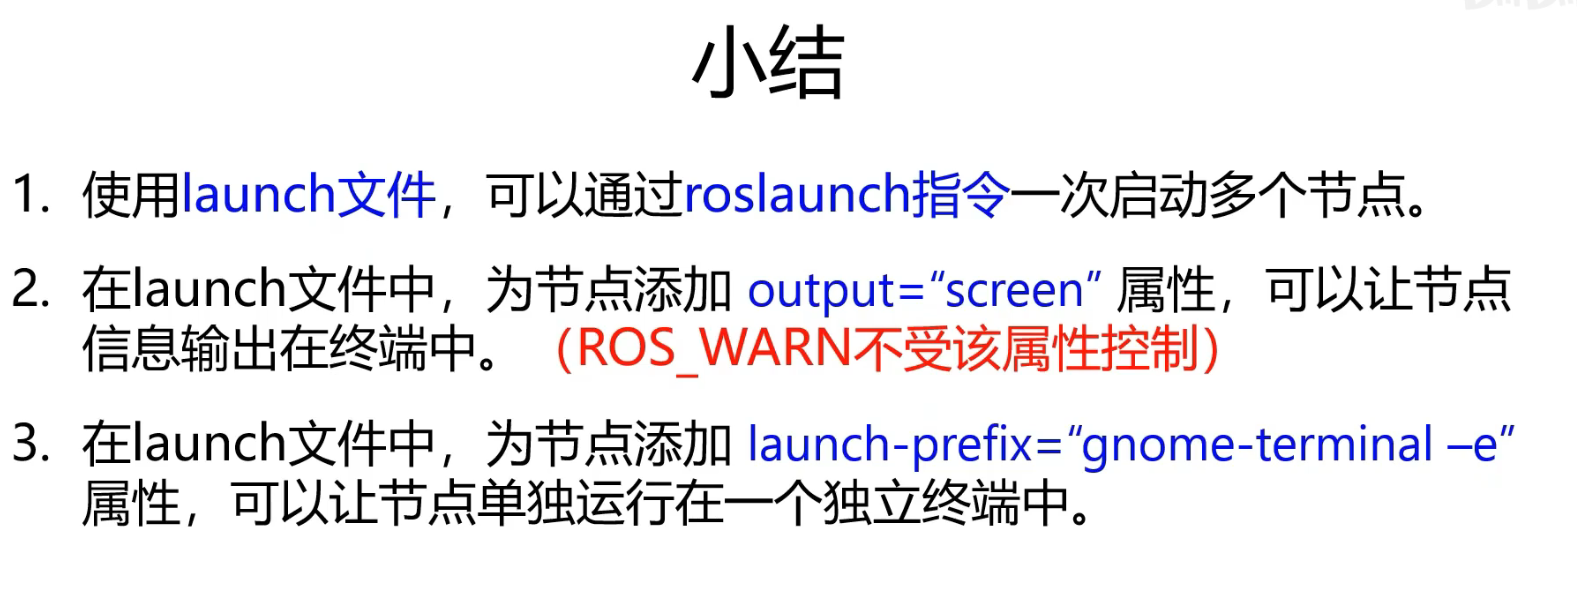 小结
1. 使用launch文件，可以通过roslaunch指令一次启动多个节点。
2. 在launch文件中，为节点添加 output=“screen” 属性，可以让节点
信息输出在终端中。（ROS_WARN不受该属性控制）
3. 在launch文件中，为节点添加 launch-prefix=“gnome-terminal –e”
属性，可以让节点单独运行在一个独立终端中。